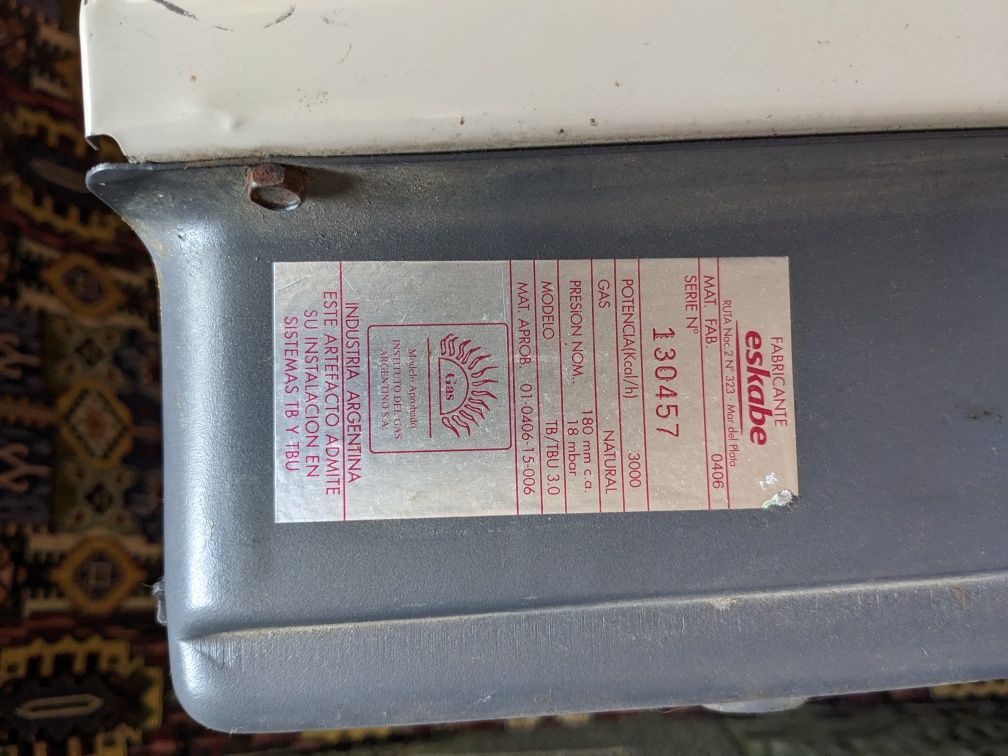 FABRICANTE
eskabe
RUTA Nac.2 Nº 323 - Mar del Plata
MAT. FAB. 0406
SERIE Nº
130457
POTENCIA(Kcal/h) 3000
GAS NATURAL
PRESiON NOM.. 180 mm c.a.
18 mbar
MODELO TB/TBU 3.0
MAT. APROB. 01-0406-15-006
Gas
Modelo Aprobado
INSTITUTO DEL GAS
ARGENTINO S.A.
INDUSTRIA ARGENTINA
ESTE ARTEFACTO ADMITE
SU INSTALACION EN
SISTEMAS TB Y TBU